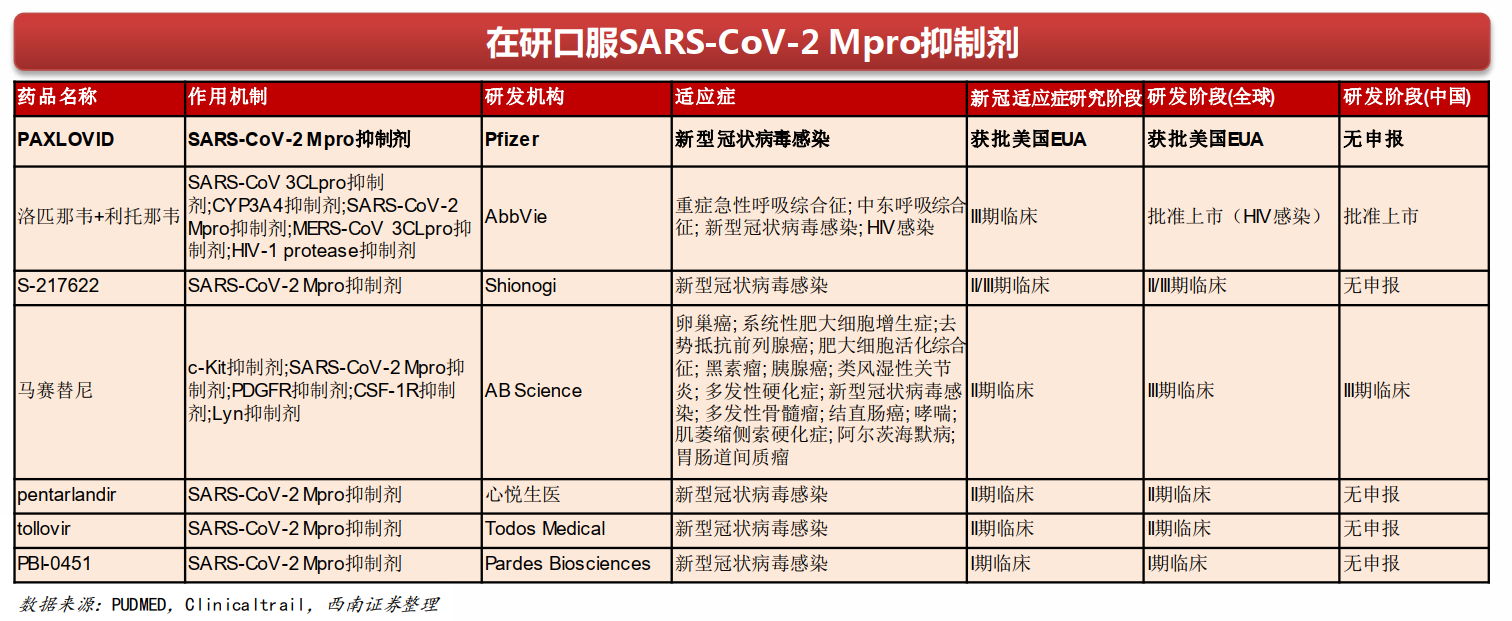 在研口服SARS-CoV-2 Mpro抑制剂
药品名称 作用机制 研发机构 适应症 新冠适应症研究阶段 研发阶段(全球) 研发阶段(中国)
PAXLOVID SARS-CoV-2 Mpro抑制剂 Pfizer 新型冠状病毒感染 获批美国EUA 获批美国EUA 无申报
洛匹那韦+利托那韦
SARS-CoV 3CLpro抑制
剂;CYP3A4抑制剂;SARS-CoV-2
Mpro抑制剂;MERS-CoV 3CLpro抑
制剂;HIV-1 protease抑制剂
AbbVie
重症急性呼吸综合征; 中东呼吸综合
征; 新型冠状病毒感染; HIV感染
III期临床
批准上市（HIV感染）
批准上市
S-217622 SARS-CoV-2 Mpro抑制剂 Shionogi 新型冠状病毒感染 II/III期临床 II/III期临床 无申报
马赛替尼
c-Kit抑制剂;SARS-CoV-2 Mpro抑
制剂;PDGFR抑制剂;CSF-1R抑制
剂;Lyn抑制剂
AB Science
卵巢癌; 系统性肥大细胞增生症;去
势抵抗前列腺癌; 肥大细胞活化综合
征; 黑素瘤; 胰腺癌; 类风湿性关节
炎; 多发性硬化症; 新型冠状病毒感
染; 多发性骨髓瘤; 结直肠癌; 哮喘;
肌萎缩侧索硬化症; 阿尔茨海默病;
胃肠道间质瘤
II期临床
III期临床
III期临床
pentarlandir SARS-CoV-2 Mpro抑制剂 心悦生医 新型冠状病毒感染 II期临床 II期临床 无申报
tollovir SARS-CoV-2 Mpro抑制剂 Todos Medical 新型冠状病毒感染 II期临床 II期临床 无申报
PBI-0451 SARS-CoV-2 Mpro抑制剂 Pardes Biosciences 新型冠状病毒感染 I期临床 I期临床 无申报
数据来源: PUDMED, Clinicaltrail, 西南证券整理